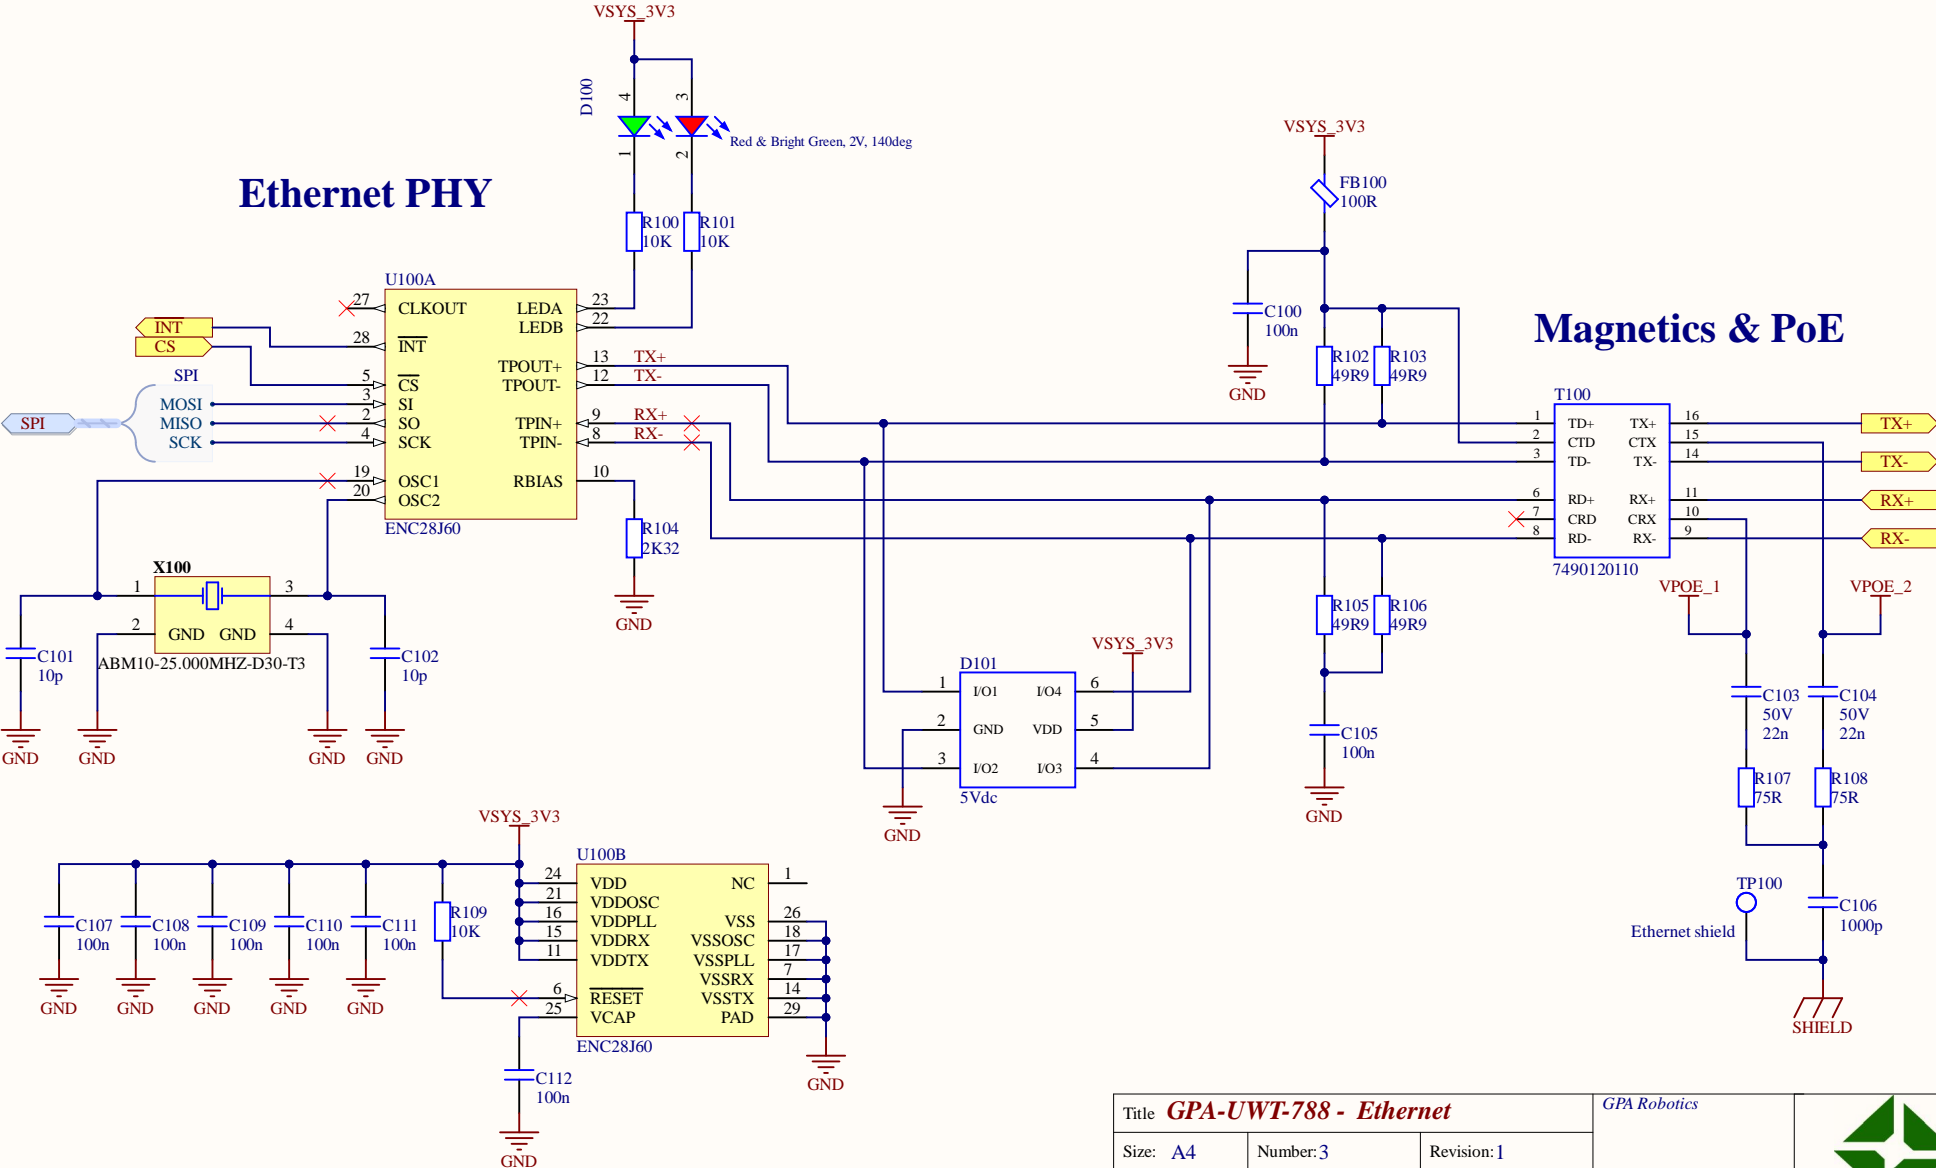 VSYS_3V3
D100
4
3
1
2
Red & Bright Green, 2V, 140deg
Ethernet PHY
R100
10K
R101
10K
U100A
27
CLKOUT
LEDA
23
LEDB
22
INT
28
INT
CS
TPOUT+
13
TX+
TPOUT-
12
TX-
5
CS
SPI
MOSI
3
SI
SPI
MISO
2
SO
TPIN+
9
RX+
SCK
4
SCK
TPIN-
8
RX-
19
OSC1
RBIAS
10
20
OSC2
ENC28J60
R104
2K32
GND
X100
1
3
2
GND
GND
4
ABM10-25.000MHZ-D30-T3
C101
10p
C102
10p
GND
GND
GND
GND
VSYS_3V3
FB100
100R
C100
100n
GND
R102
49R9
R103
49R9
Magnetics & PoE
T100
1
TD+
TX+
16
TX+
2
CTD
CTX
15
3
TD-
TX-
14
TX-
6
RD+
RX+
11
RX+
7
CRD
CRX
10
8
RD-
RX-
9
RX-
7490120110
VPOE_1
VPOE_2
R105
49R9
R106
49R9
VSYS_3V3
D101
1
I/O1
I/O4
6
2
GND
VDD
5
3
I/O2
I/O3
4
5Vdc
GND
C105
100n
GND
C103
50V
22n
C104
50V
22n
R107
75R
R108
75R
TP100
Ethernet shield
C106
1000p
SHIELD
VSYS_3V3
U100B
24
VDD
NC
1
21
VDDOSC
16
VDDPLL
VSS
26
15
VDDRX
VSSOSC
18
11
VDDTX
VSSPLL
17
VSSRX
7
6
RESET
VSSTX
14
25
VCAP
PAD
29
ENC28J60
C107
100n
C108
100n
C109
100n
C110
100n
C111
100n
R109
10K
GND
GND
GND
GND
GND
GND
C112
100n
GND
Title GPA-UWT-788 - Ethernet
GPA Robotics
Size: A4
Number: 3
Revision: 1